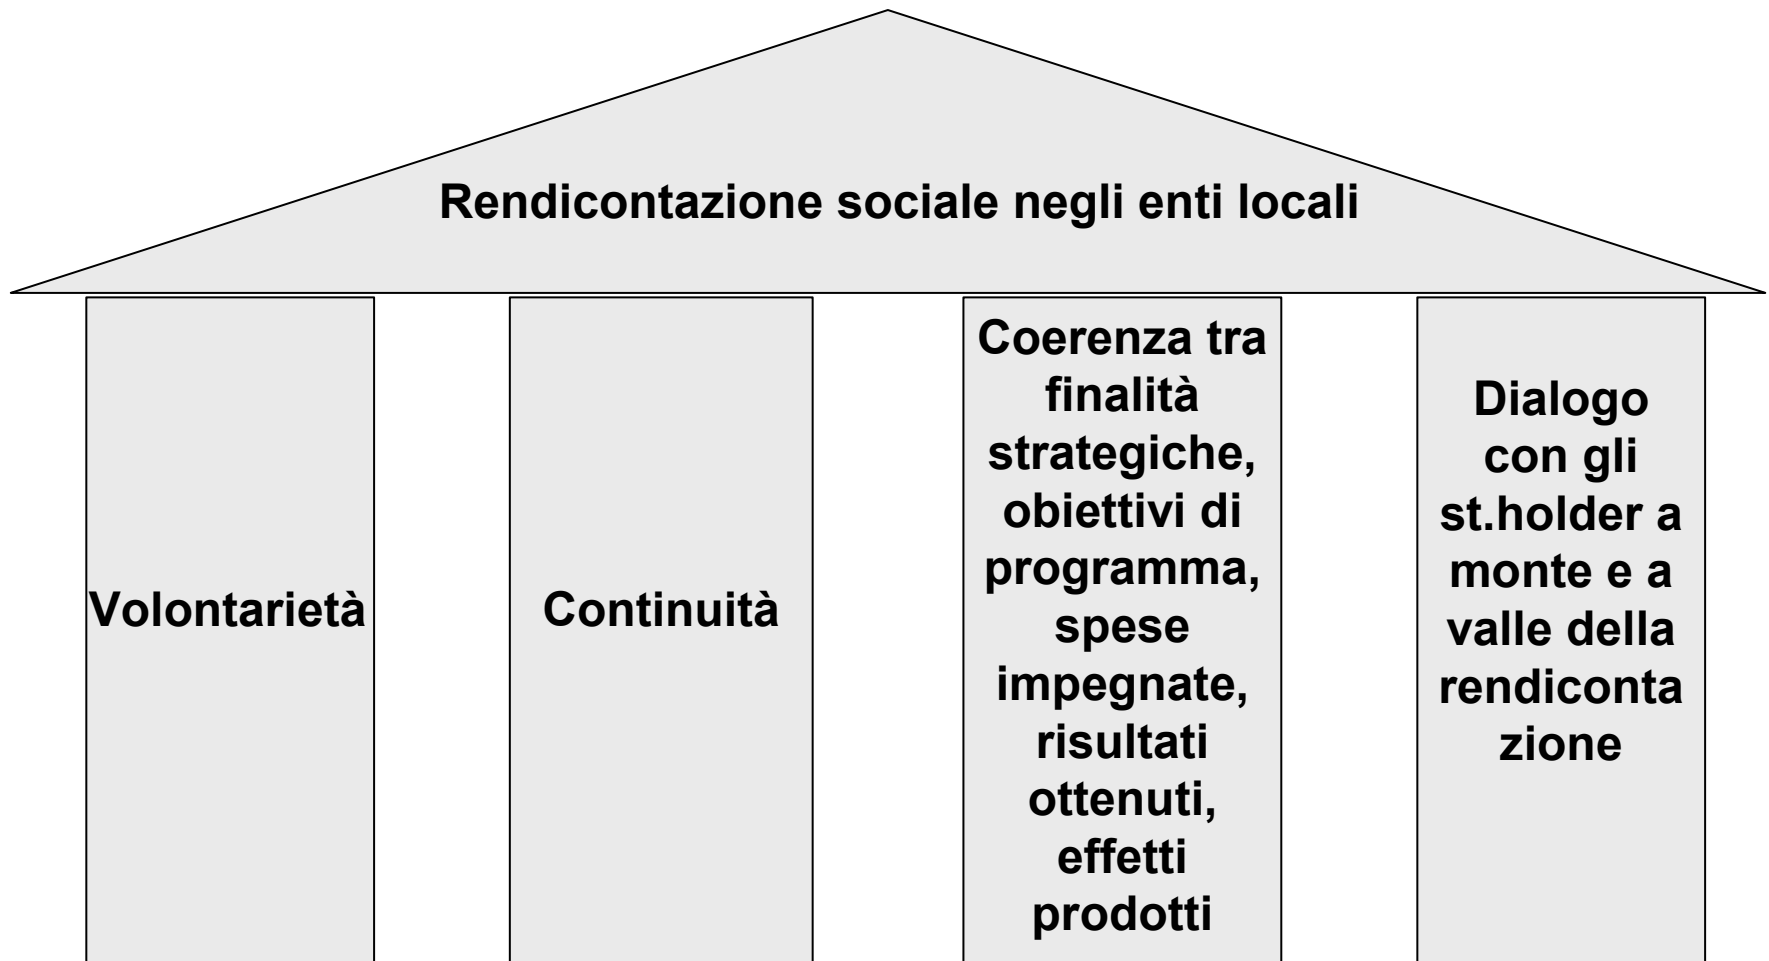 Rendicontazione sociale negli enti locali
Volontarietà
Continuità
Coerenza tra
finalità
strategiche,
obiettivi di
programma,
spese
impegnate,
risultati
ottenuti,
effetti
prodotti
Dialogo
con gli
st.holder a
monte e a
valle della
rendiconta
zione